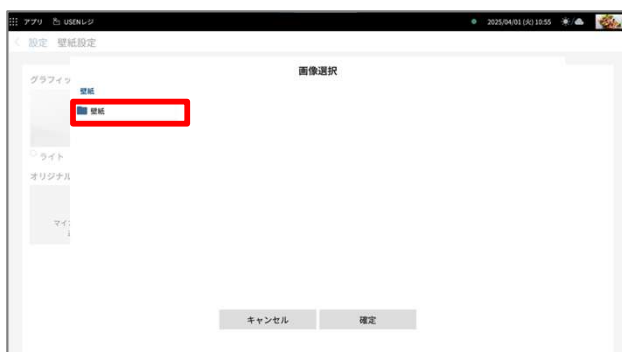 アプリ USENレジ 2025/04/01 (火) 10:55
設定 壁紙設定
画像選択
グラフィッ
壁紙
壁紙
ライト
オリジナル
マイ
キャンセル 確定